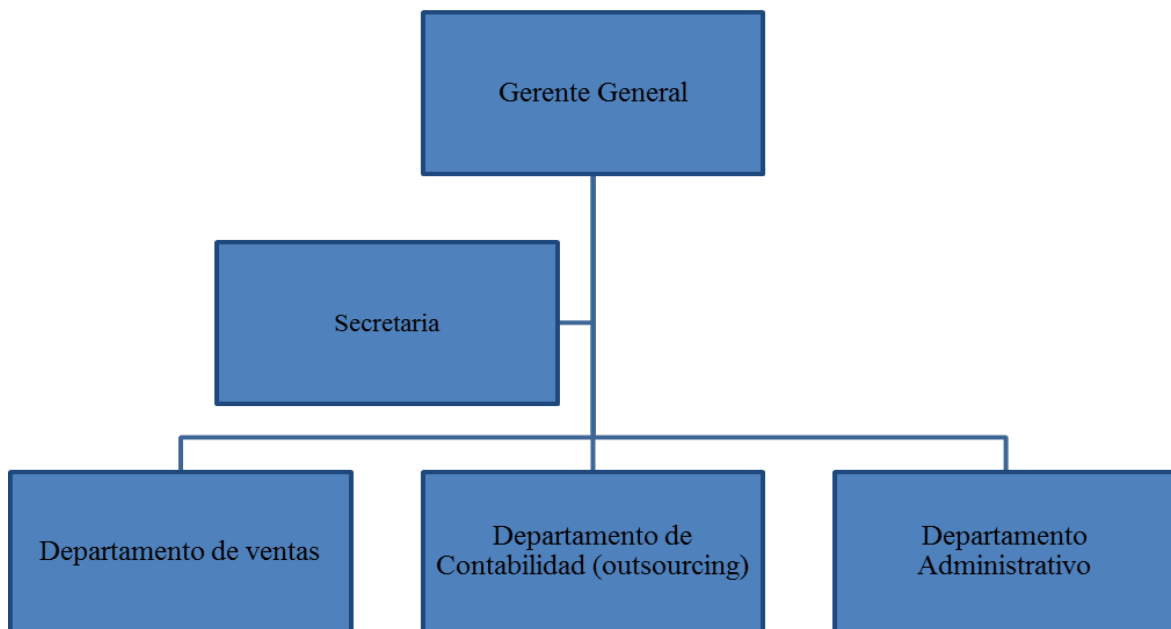 Gerente General
Secretaria
Departamento de ventas
Departamento de
Contabilidad (outsourcing)
Departamento
Administrativo